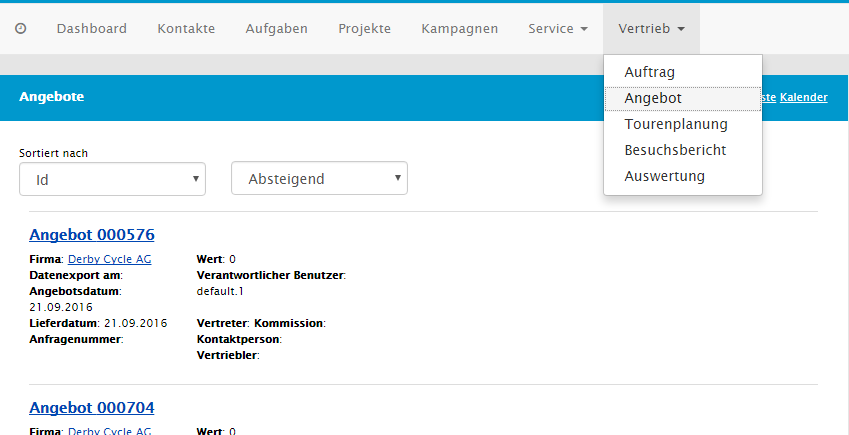 Dashboard Kontakte Aufgaben Projekte Kampagnen Service Vertrieb
Auftrag
Angebot
Tourenplanung
Besuchsbericht
Auswertung
Angebote
Kalender
Sortiert nach
Id Absteigend
Angebot 000576
Firma: Derby Cycle AG Wert: 0
Datenexport am: Verantwortlicher Benutzer:
Angebotsdatum: default.1
21.09.2016
Lieferdatum: 21.09.2016 Vertreter: Kommission:
Anfragenummer: Kontaktperson:
Vertriebler:
Angebot 000704
Firma: Derby Cycle AG Wert: 0